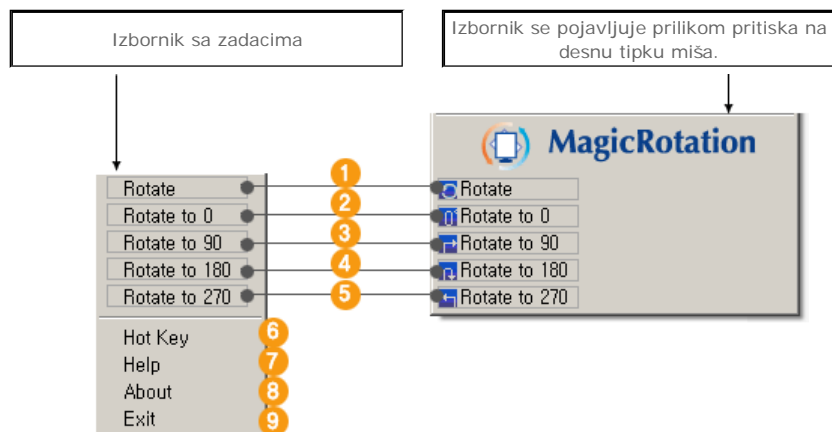 Izbornik sa zadacima
Izbornik se pojavljuje prilikom pritiska na
desnu tipku miša.
MagicRotation
Rotate
1
Rotate
Rotate to 0
2
Rotate to 0
Rotate to 90
3
Rotate to 90
Rotate to 180
4
Rotate to 180
Rotate to 270
5
Rotate to 270
Hot Key
6
Help
7
About
8
Exit
9